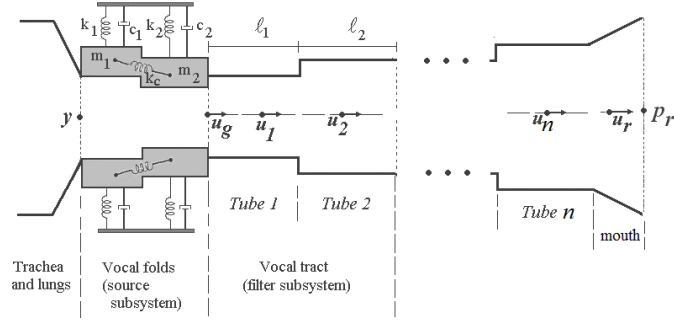 k1 c1 k2 c2 ℓ1 ℓ2
m1 kc m2
y ug u1 u2 un ur pr
Tube 1 Tube 2 Tube n
mouth
Trachea
and lungs
Vocal folds
(source
subsystem)
Vocal tract
(filter subsystem)